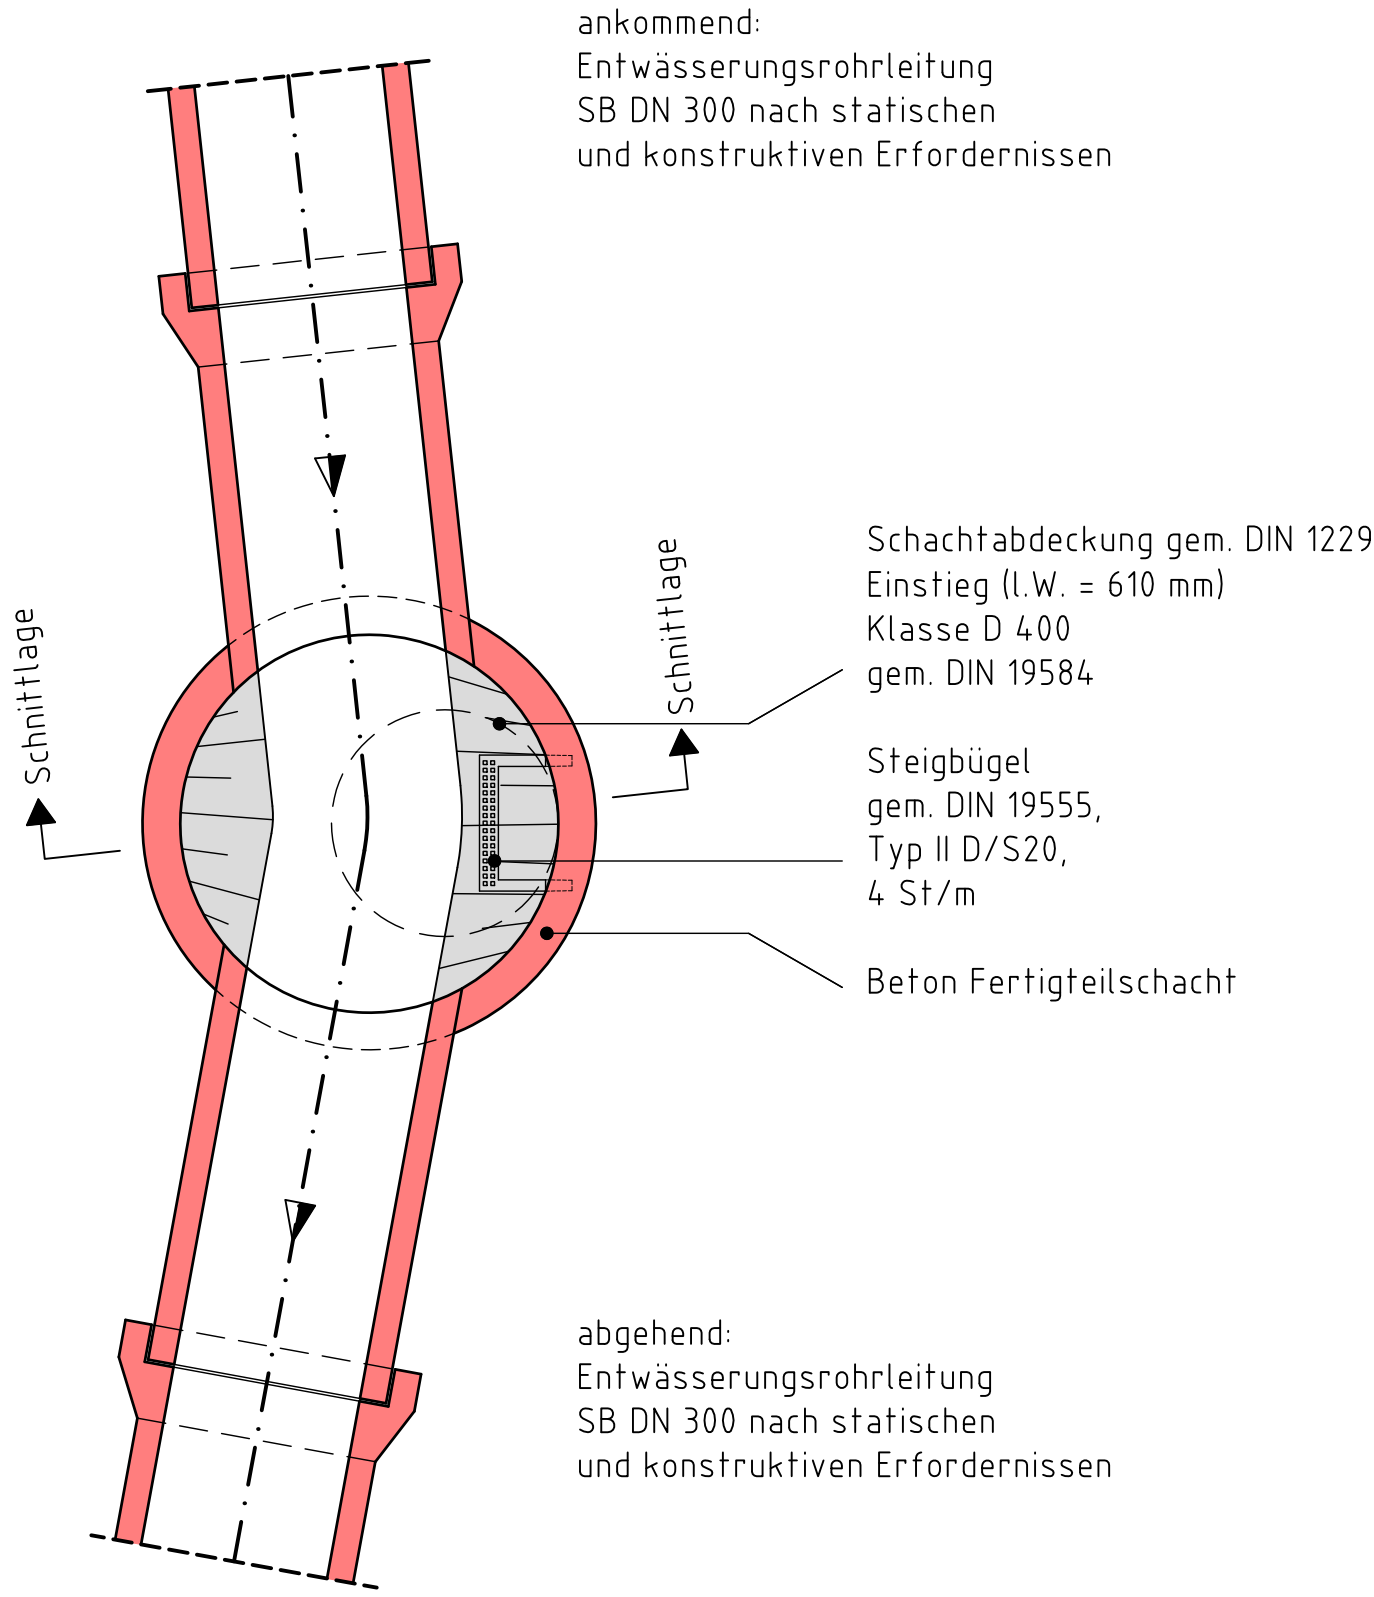 ankommend:
Entwässerungsrohrleitung
SB DN 300 nach statischen
und konstruktiven Erfordernissen
Schachtabdeckung gem. DIN 1229
Einstieg (l.W. = 610 mm)
Klasse D 400
gem. DIN 19584
Schnittlage
Schnittlage
Steigbügel
gem. DIN 19555,
Typ II D/S20,
4 St/m
Beton Fertigteilschacht
abgehend:
Entwässerungsrohrleitung
SB DN 300 nach statischen
und konstruktiven Erfordernissen